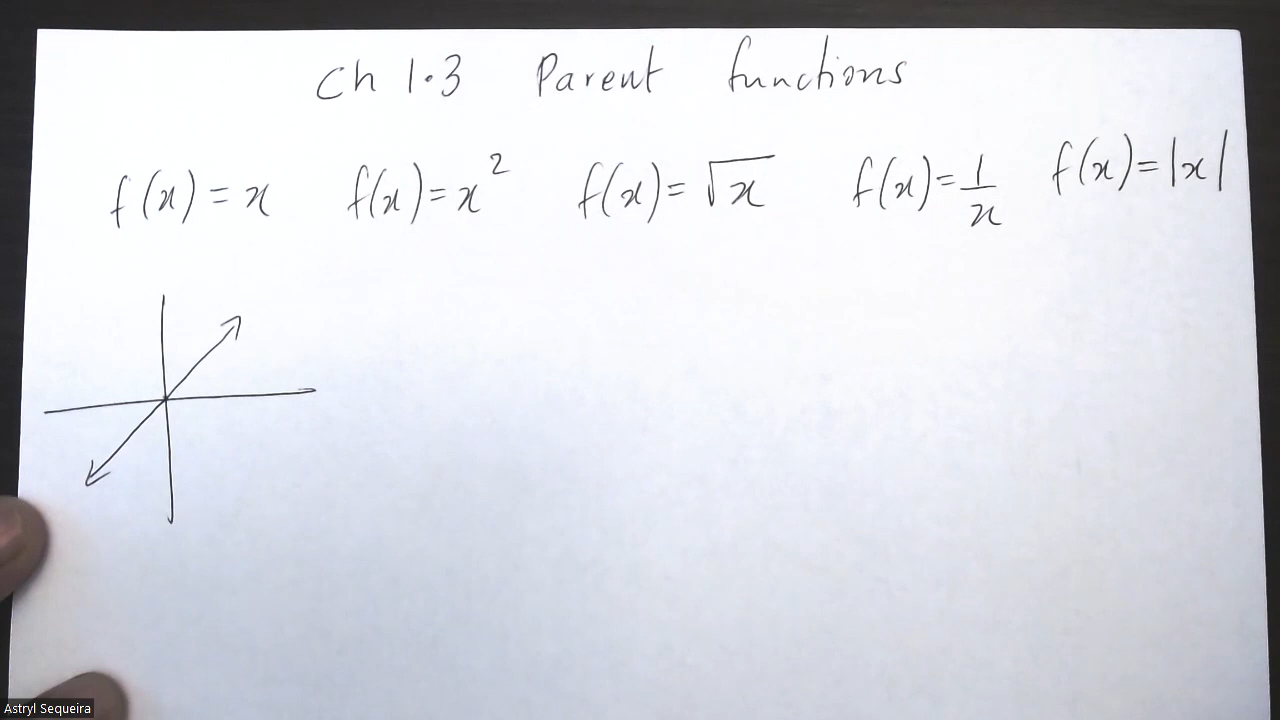 Ch 1.3 Parent functions
f(x) = x f(x) = x² f(x) = √x f(x) = 1/x f(x) = |x|
Astryl Sequeira